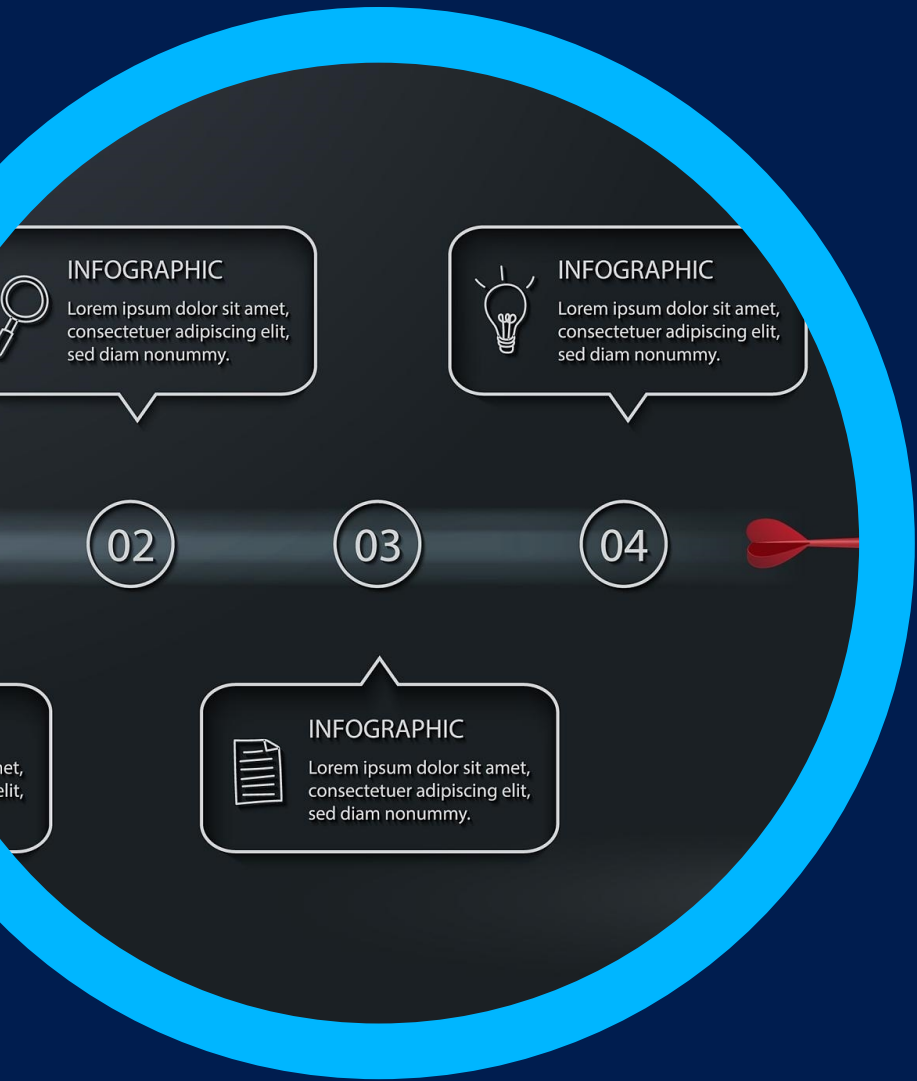 INFOGRAPHIC
Lorem ipsum dolor sit amet,
consectetuer adipiscing elit,
sed diam nonummy.
INFOGRAPHIC
Lorem ipsum dolor sit amet,
consectetuer adipiscing elit,
sed diam nonummy.
02
03
04
elit,
INFOGRAPHIC
Lorem ipsum dolor sit amet,
consectetuer adipiscing elit,
sed diam nonummy.